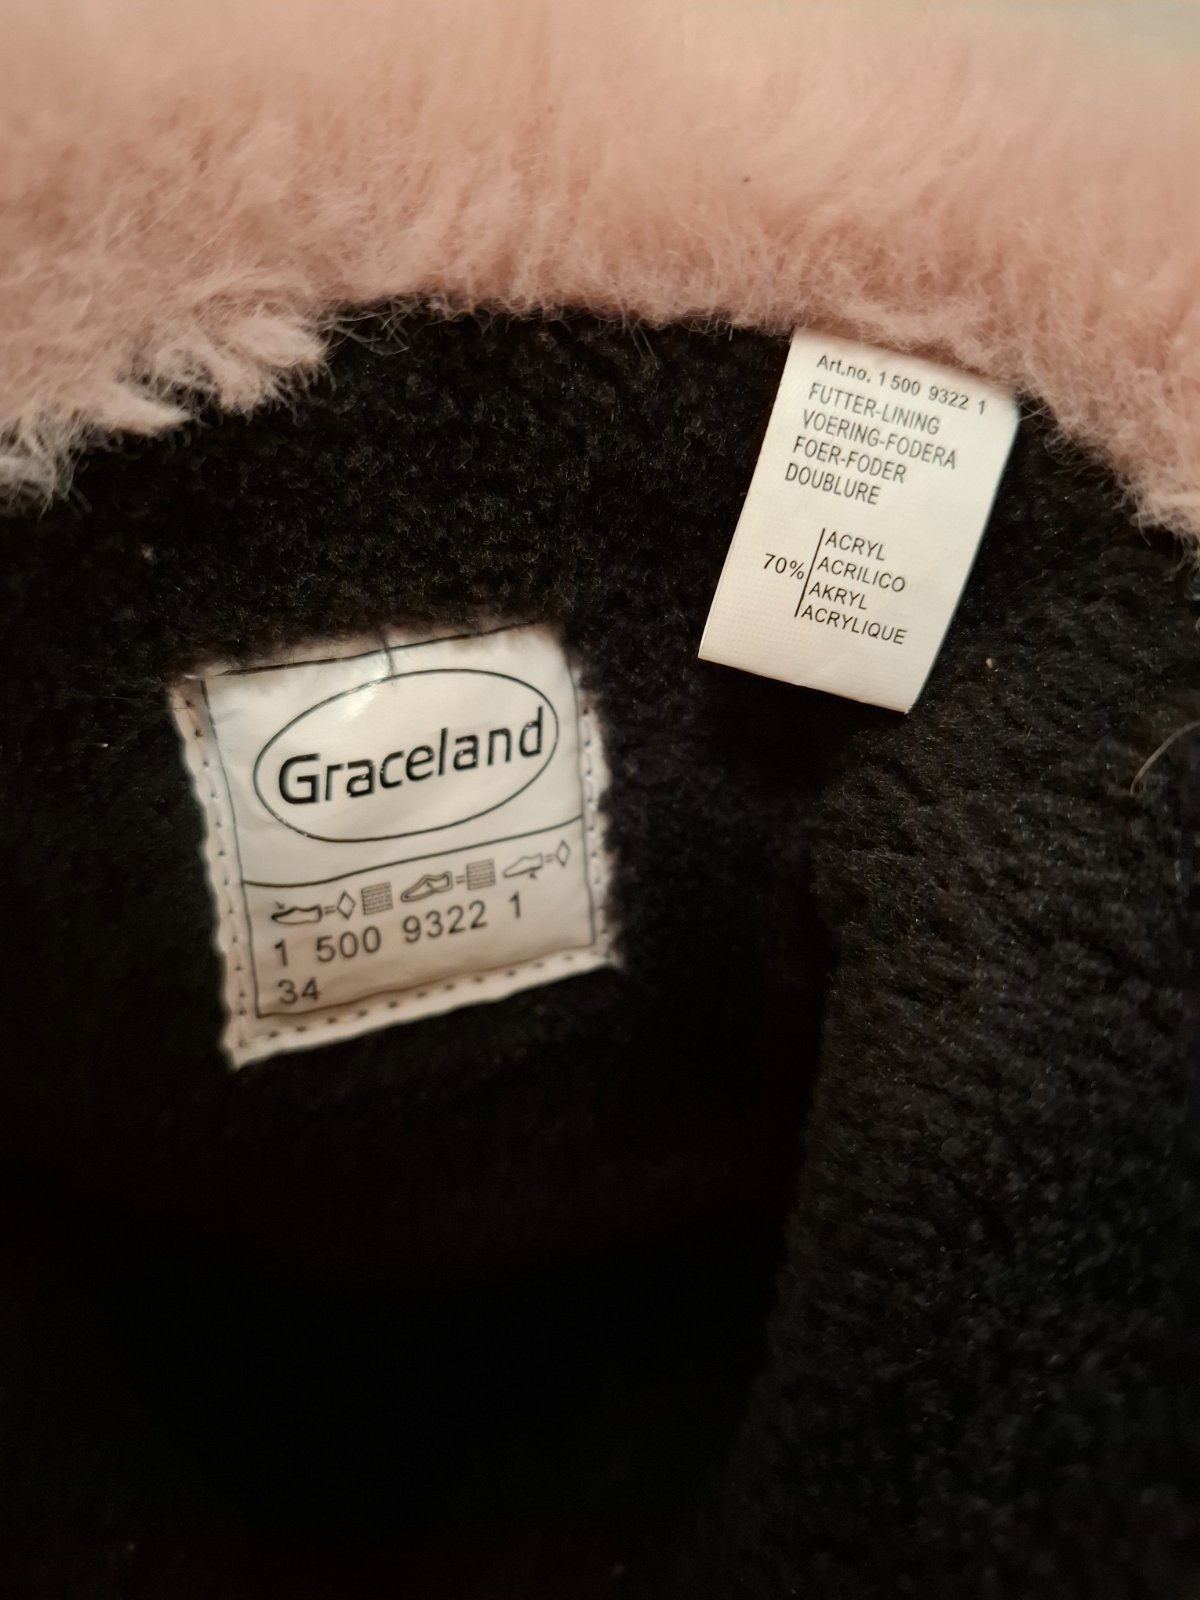 Art.no. 1 500 9322 1
FUTTER-LINING
VOERING-FODERA
FOER-FODER
DOUBLURE
70%
ACRYL
ACRILICO
AKRYL
ACRYLIQUE
Graceland
1 500 9322 1
34